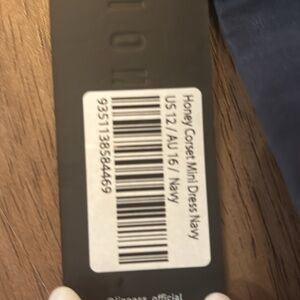 Honey Corset Mini Dress Navy
US 12 / AU 16 / Navy
9351138584469